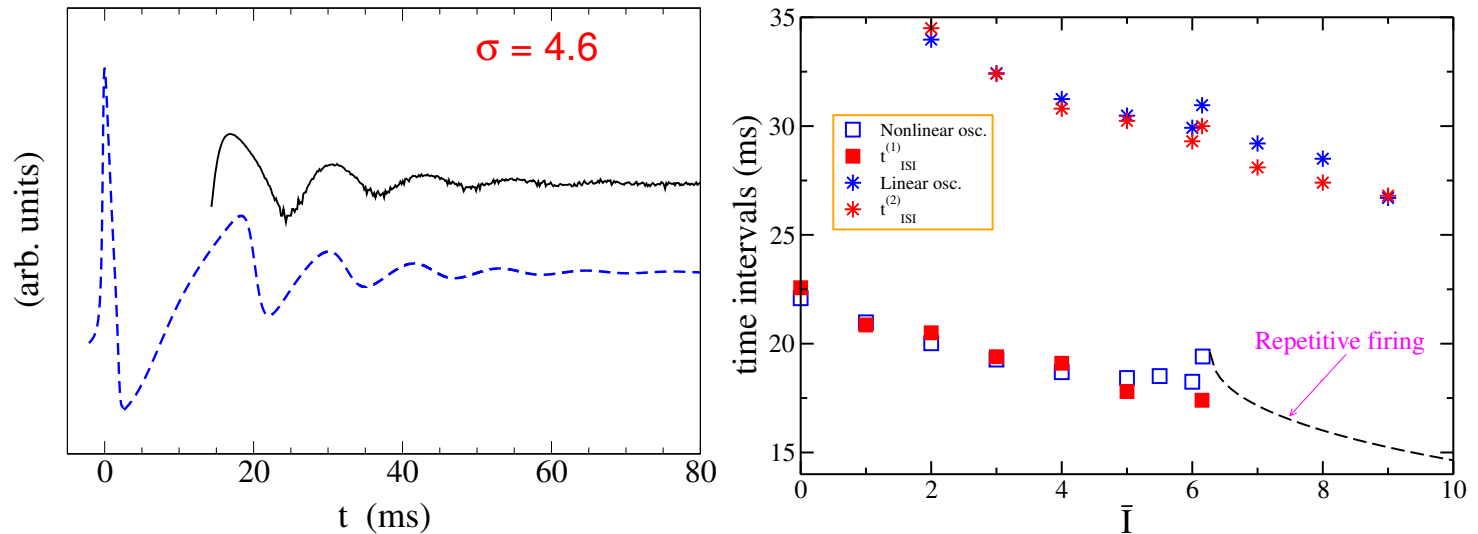 σ = 4.6
(arb. units)
0 20 40 60 80
t (ms)
35
30
25
20
15
time intervals (ms)
Nonlinear osc.
t(1)ISI
Linear osc.
t(2)ISI
Repetitive firing
0 2 4 6 8 10
Ī